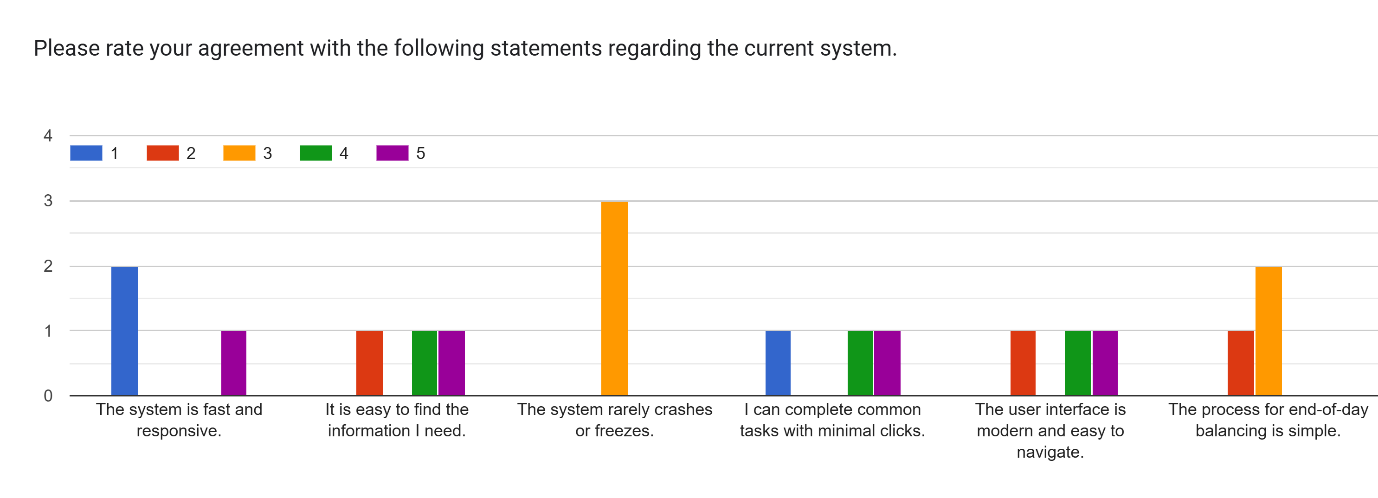 Please rate your agreement with the following statements regarding the current system.
4
1 2 3 4 5
3
2
1
0
The system is fast and
responsive.
It is easy to find the
information I need.
The system rarely crashes
or freezes.
I can complete common
tasks with minimal clicks.
The user interface is
modern and easy to
navigate.
The process for end-of-day
balancing is simple.